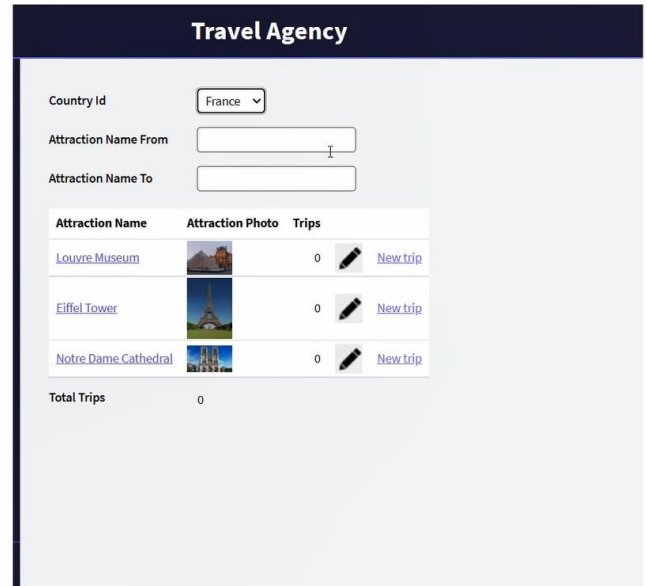 Travel Agency
Country Id France
Attraction Name From
Attraction Name To
Attraction Name Attraction Photo Trips
Louvre Museum 0 New trip
Eiffel Tower 0 New trip
Notre Dame Cathedral 0 New trip
Total Trips 0